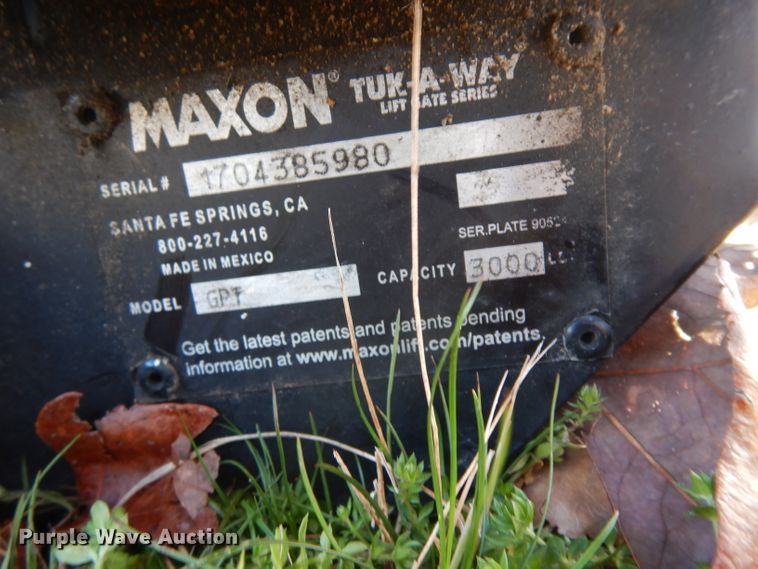 MAXON® TUK-A-WAY
LIFT GATE SERIES
SERIAL # 1704385980
SANTA FE SPRINGS, CA
800-227-4116
SER.PLATE
MADE IN MEXICO
CAPACITY 3000
MODEL GPT
Get the latest patents and patents pending
information at www.maxonlift.com/patents.
Purple Wave Auction